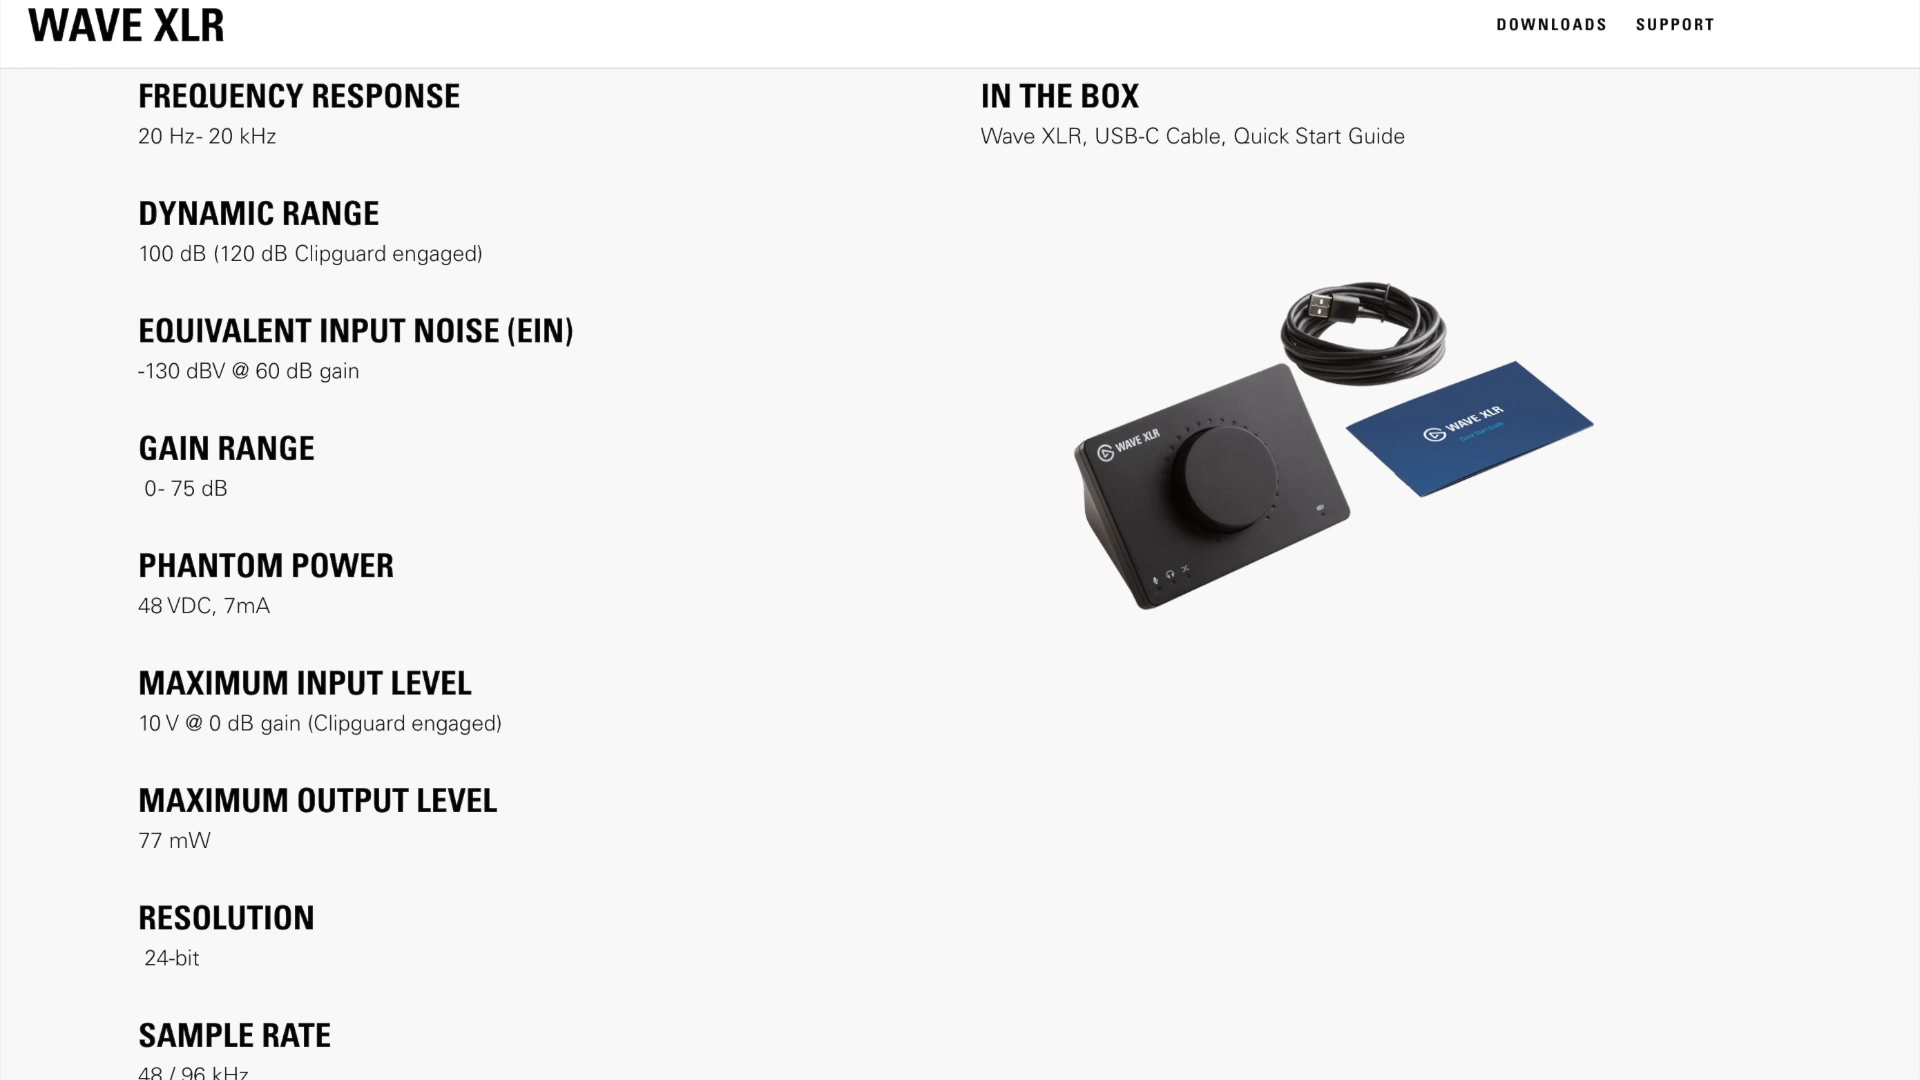 WAVE XLR
DOWNLOADS SUPPORT
FREQUENCY RESPONSE
20 Hz- 20 kHz
DYNAMIC RANGE
100 dB (120 dB Clipguard engaged)
EQUIVALENT INPUT NOISE (EIN)
-130 dBV @ 60 dB gain
GAIN RANGE
0- 75 dB
PHANTOM POWER
48 VDC, 7mA
MAXIMUM INPUT LEVEL
10 V @ 0 dB gain (Clipguard engaged)
MAXIMUM OUTPUT LEVEL
77 mW
RESOLUTION
24-bit
SAMPLE RATE
48 / 96 kHz
IN THE BOX
Wave XLR, USB-C Cable, Quick Start Guide
WAVE XLR
WAVE XLR
Quick Start Guide